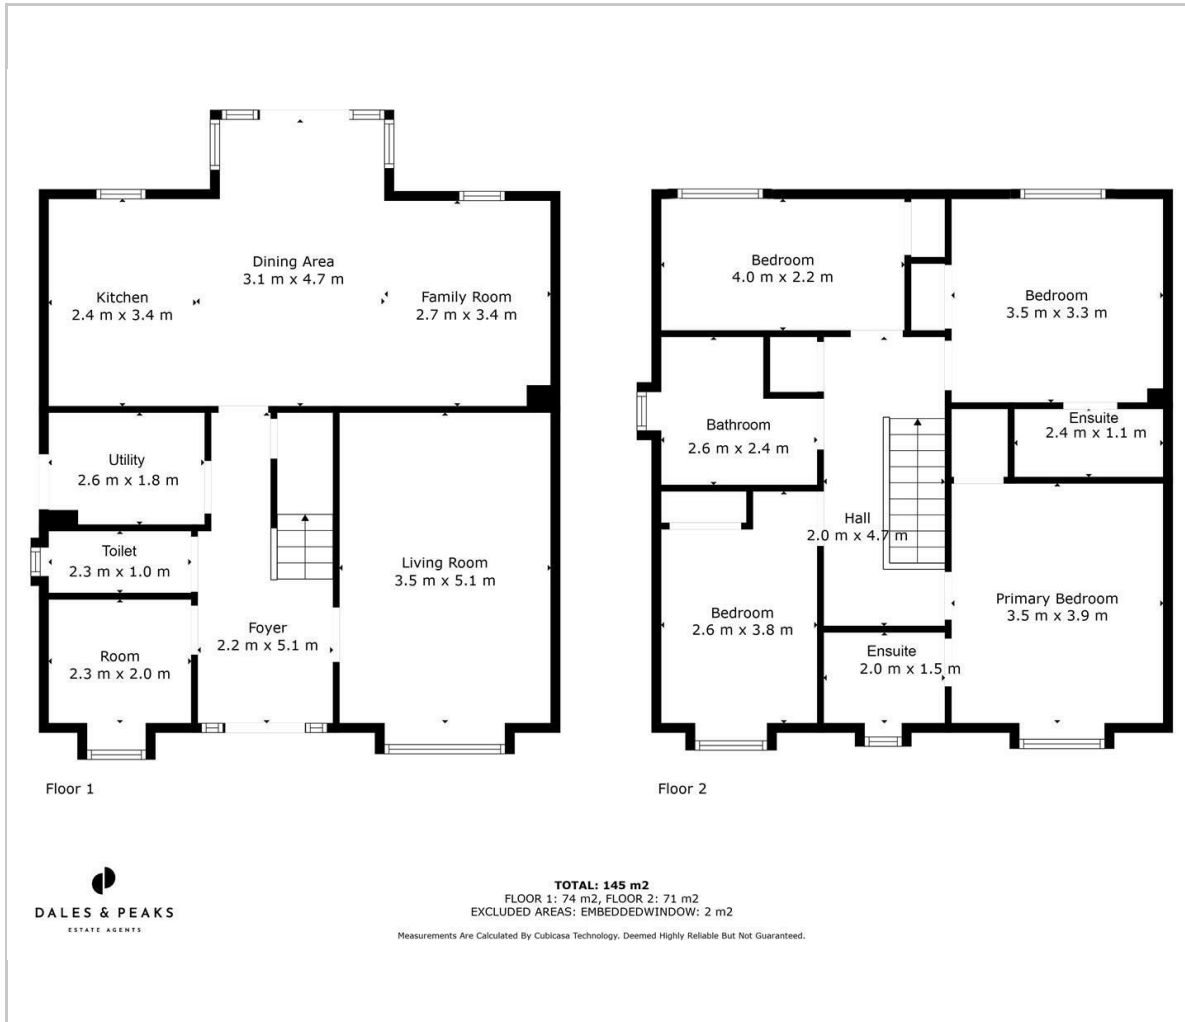 Dining Area
3.1 m x 4.7 m
Kitchen
2.4 m x 3.4 m
Family Room
2.7 m x 3.4 m
Utility
2.6 m x 1.8 m
Toilet
2.3 m x 1.0 m
Living Room
3.5 m x 5.1 m
Foyer
2.2 m x 5.1 m
Room
2.3 m x 2.0 m
Floor 1
Bedroom
4.0 m x 2.2 m
Bedroom
3.5 m x 3.3 m
Bathroom
2.6 m x 2.4 m
Ensuite
2.4 m x 1.1 m
Hall
2.0 m x 4.7 m
Bedroom
2.6 m x 3.8 m
Primary Bedroom
3.5 m x 3.9 m
Ensuite
2.0 m x 1.5 m
Floor 2
DALES & PEAKS
ESTATE AGENTS
TOTAL: 145 m2
FLOOR 1: 74 m2, FLOOR 2: 71 m2
EXCLUDED AREAS: EMBEDDEDWINDOW: 2 m2
Measurements Are Calculated By Cubicasa Technology. Deemed Highly Reliable But Not Guaranteed.